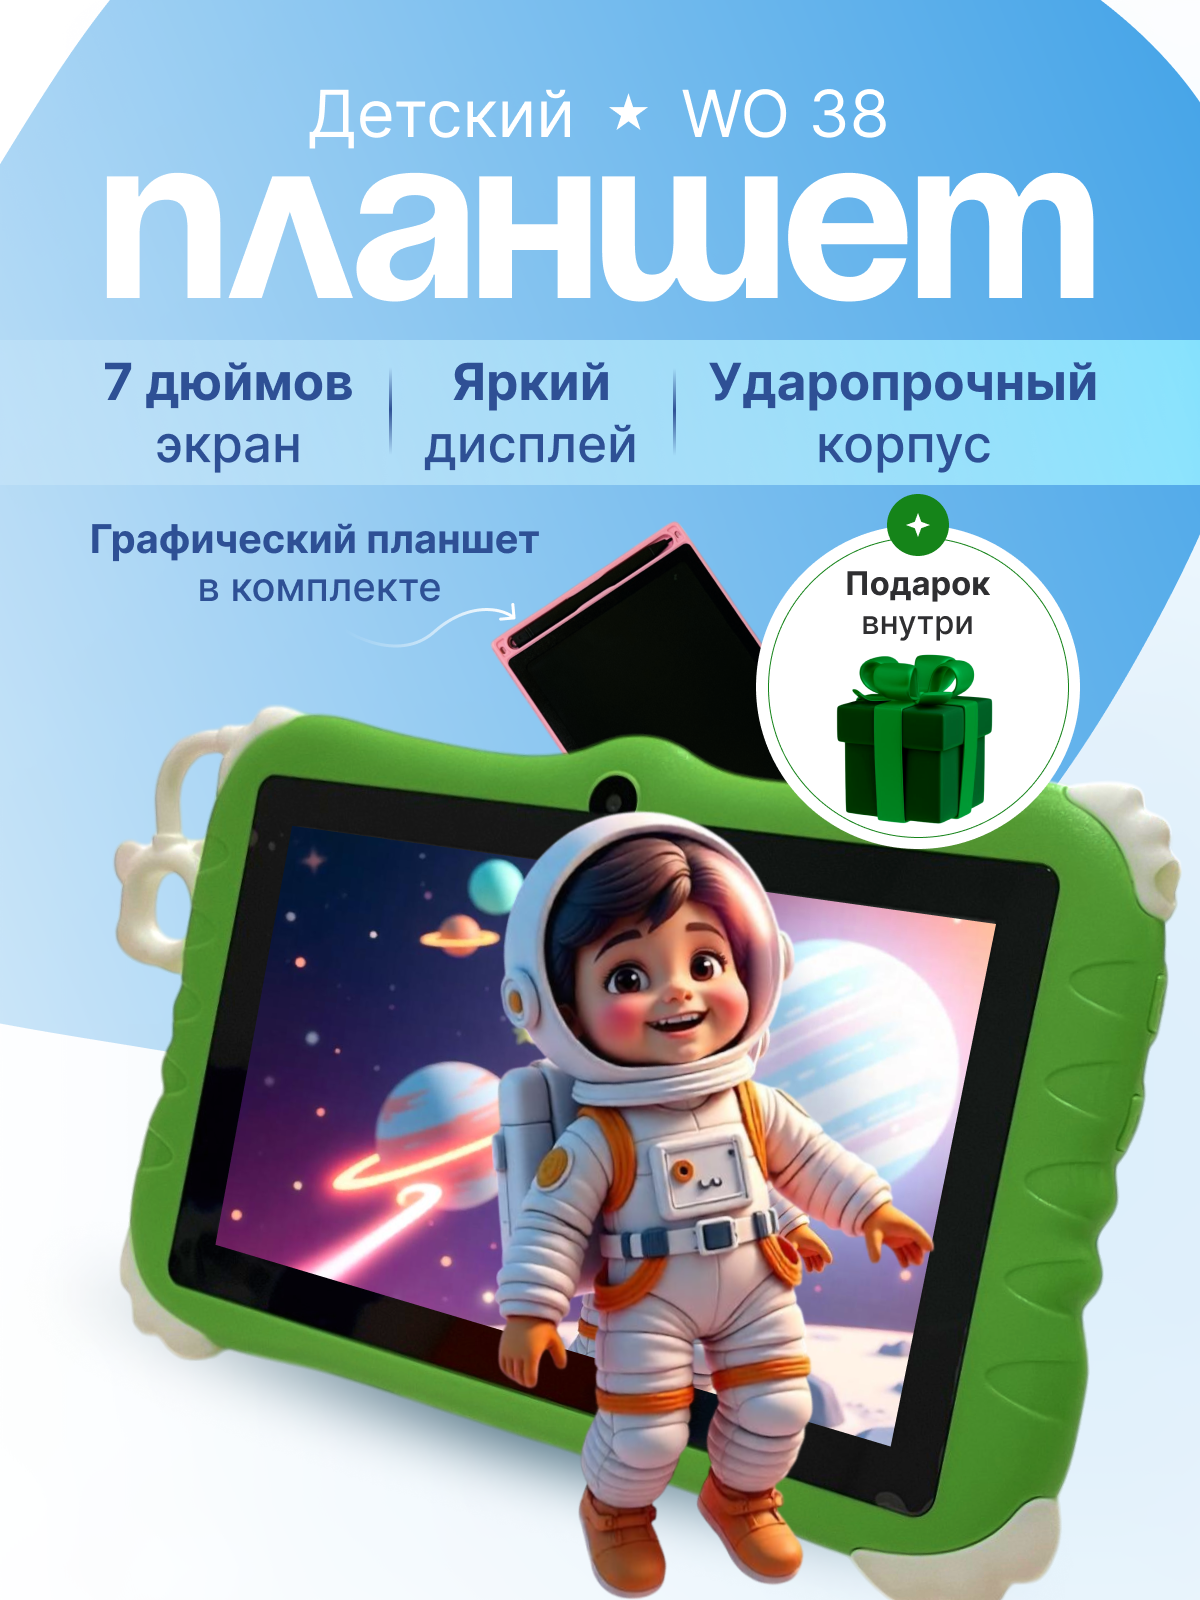 Детский ★ WO 38
планшет
7 дюймов
экран
Яркий
дисплей
Ударопрочный
корпус
Графический планшет
в комплекте
Подарок
внутри